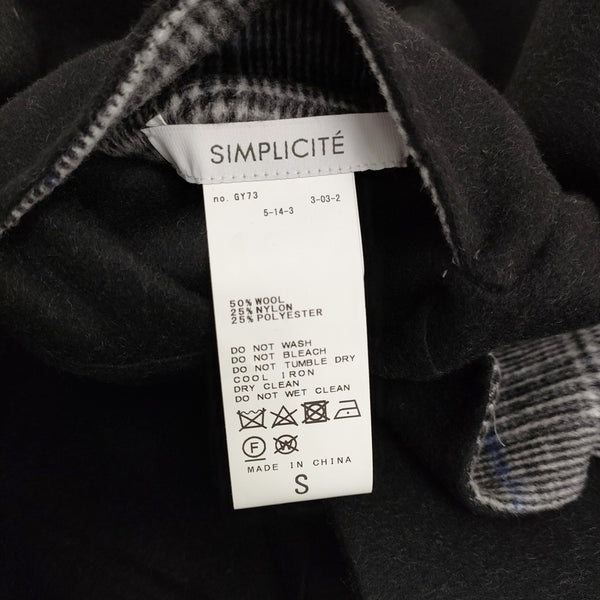 SIMPLICITÉ
no. GY73 3-03-2
5-14-3
50% WOOL
25% NYLON
25% POLYESTER
DO NOT WASH
DO NOT BLEACH
DO NOT TUMBLE DRY
COOL IRON
DRY CLEAN
DO NOT WET CLEAN
F W
MADE IN CHINA
S